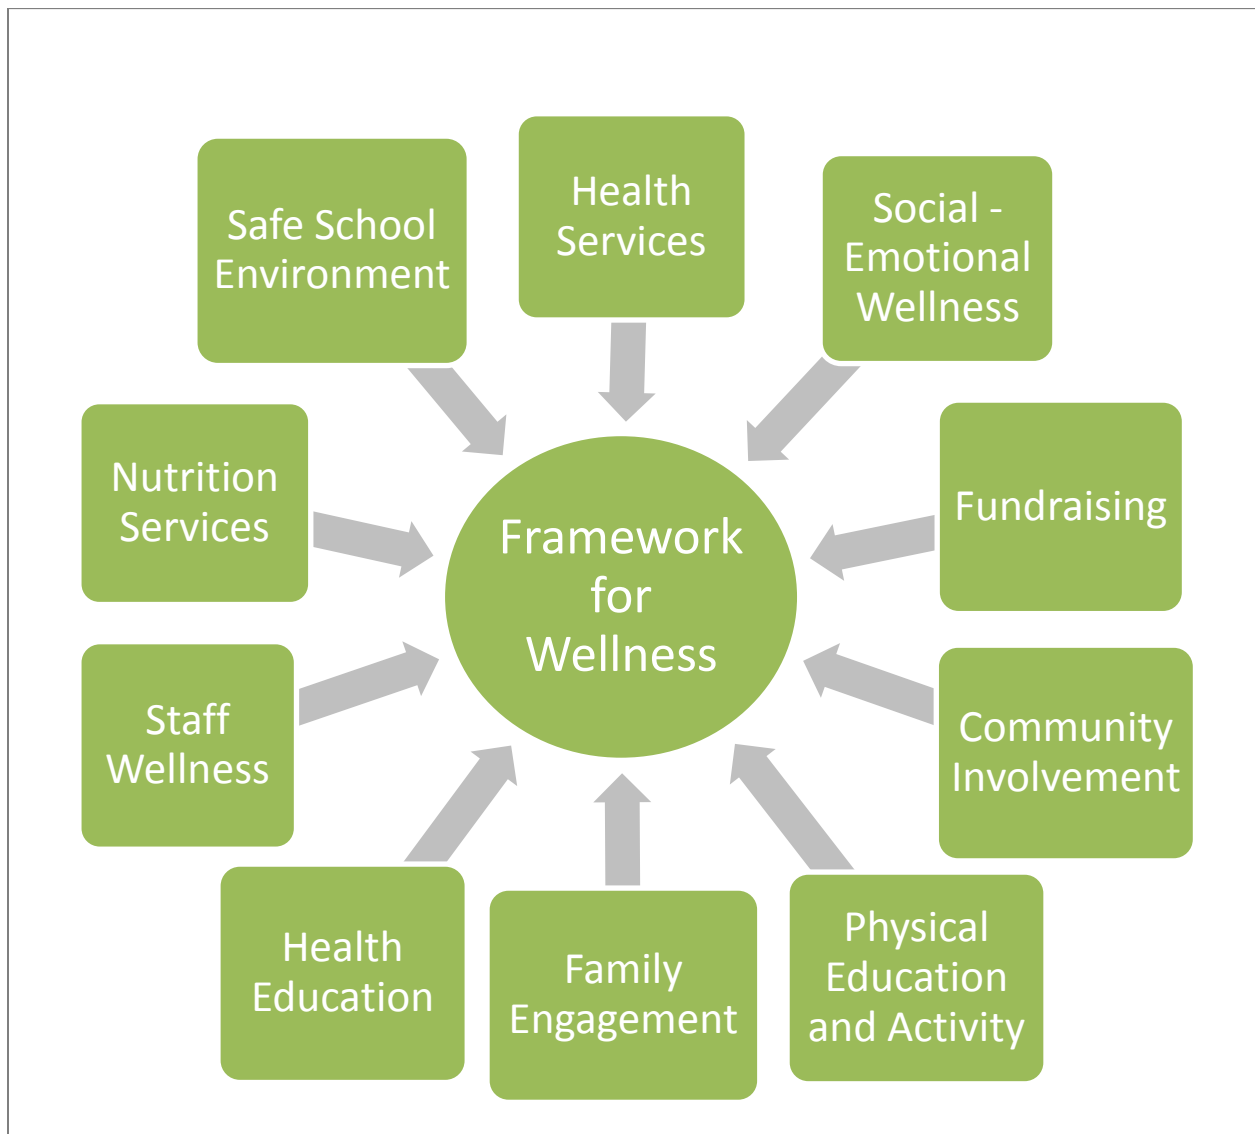 Safe School
Environment
Health
Services
Social -
Emotional
Wellness
Nutrition
Services
Framework
for
Wellness
Fundraising
Staff
Wellness
Community
Involvement
Health
Education
Family
Engagement
Physical
Education
and Activity